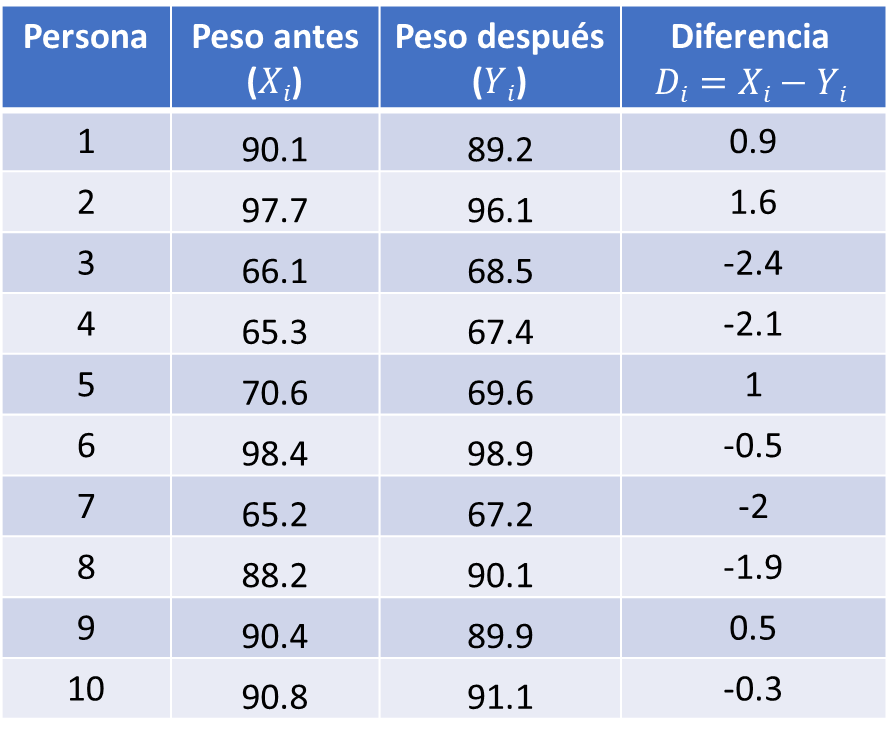 Persona Peso antes (X_i) Peso después (Y_i) Diferencia D_i = X_i − Y_i
1 90.1 89.2 0.9
2 97.7 96.1 1.6
3 66.1 68.5 -2.4
4 65.3 67.4 -2.1
5 70.6 69.6 1
6 98.4 98.9 -0.5
7 65.2 67.2 -2
8 88.2 90.1 -1.9
9 90.4 89.9 0.5
10 90.8 91.1 -0.3